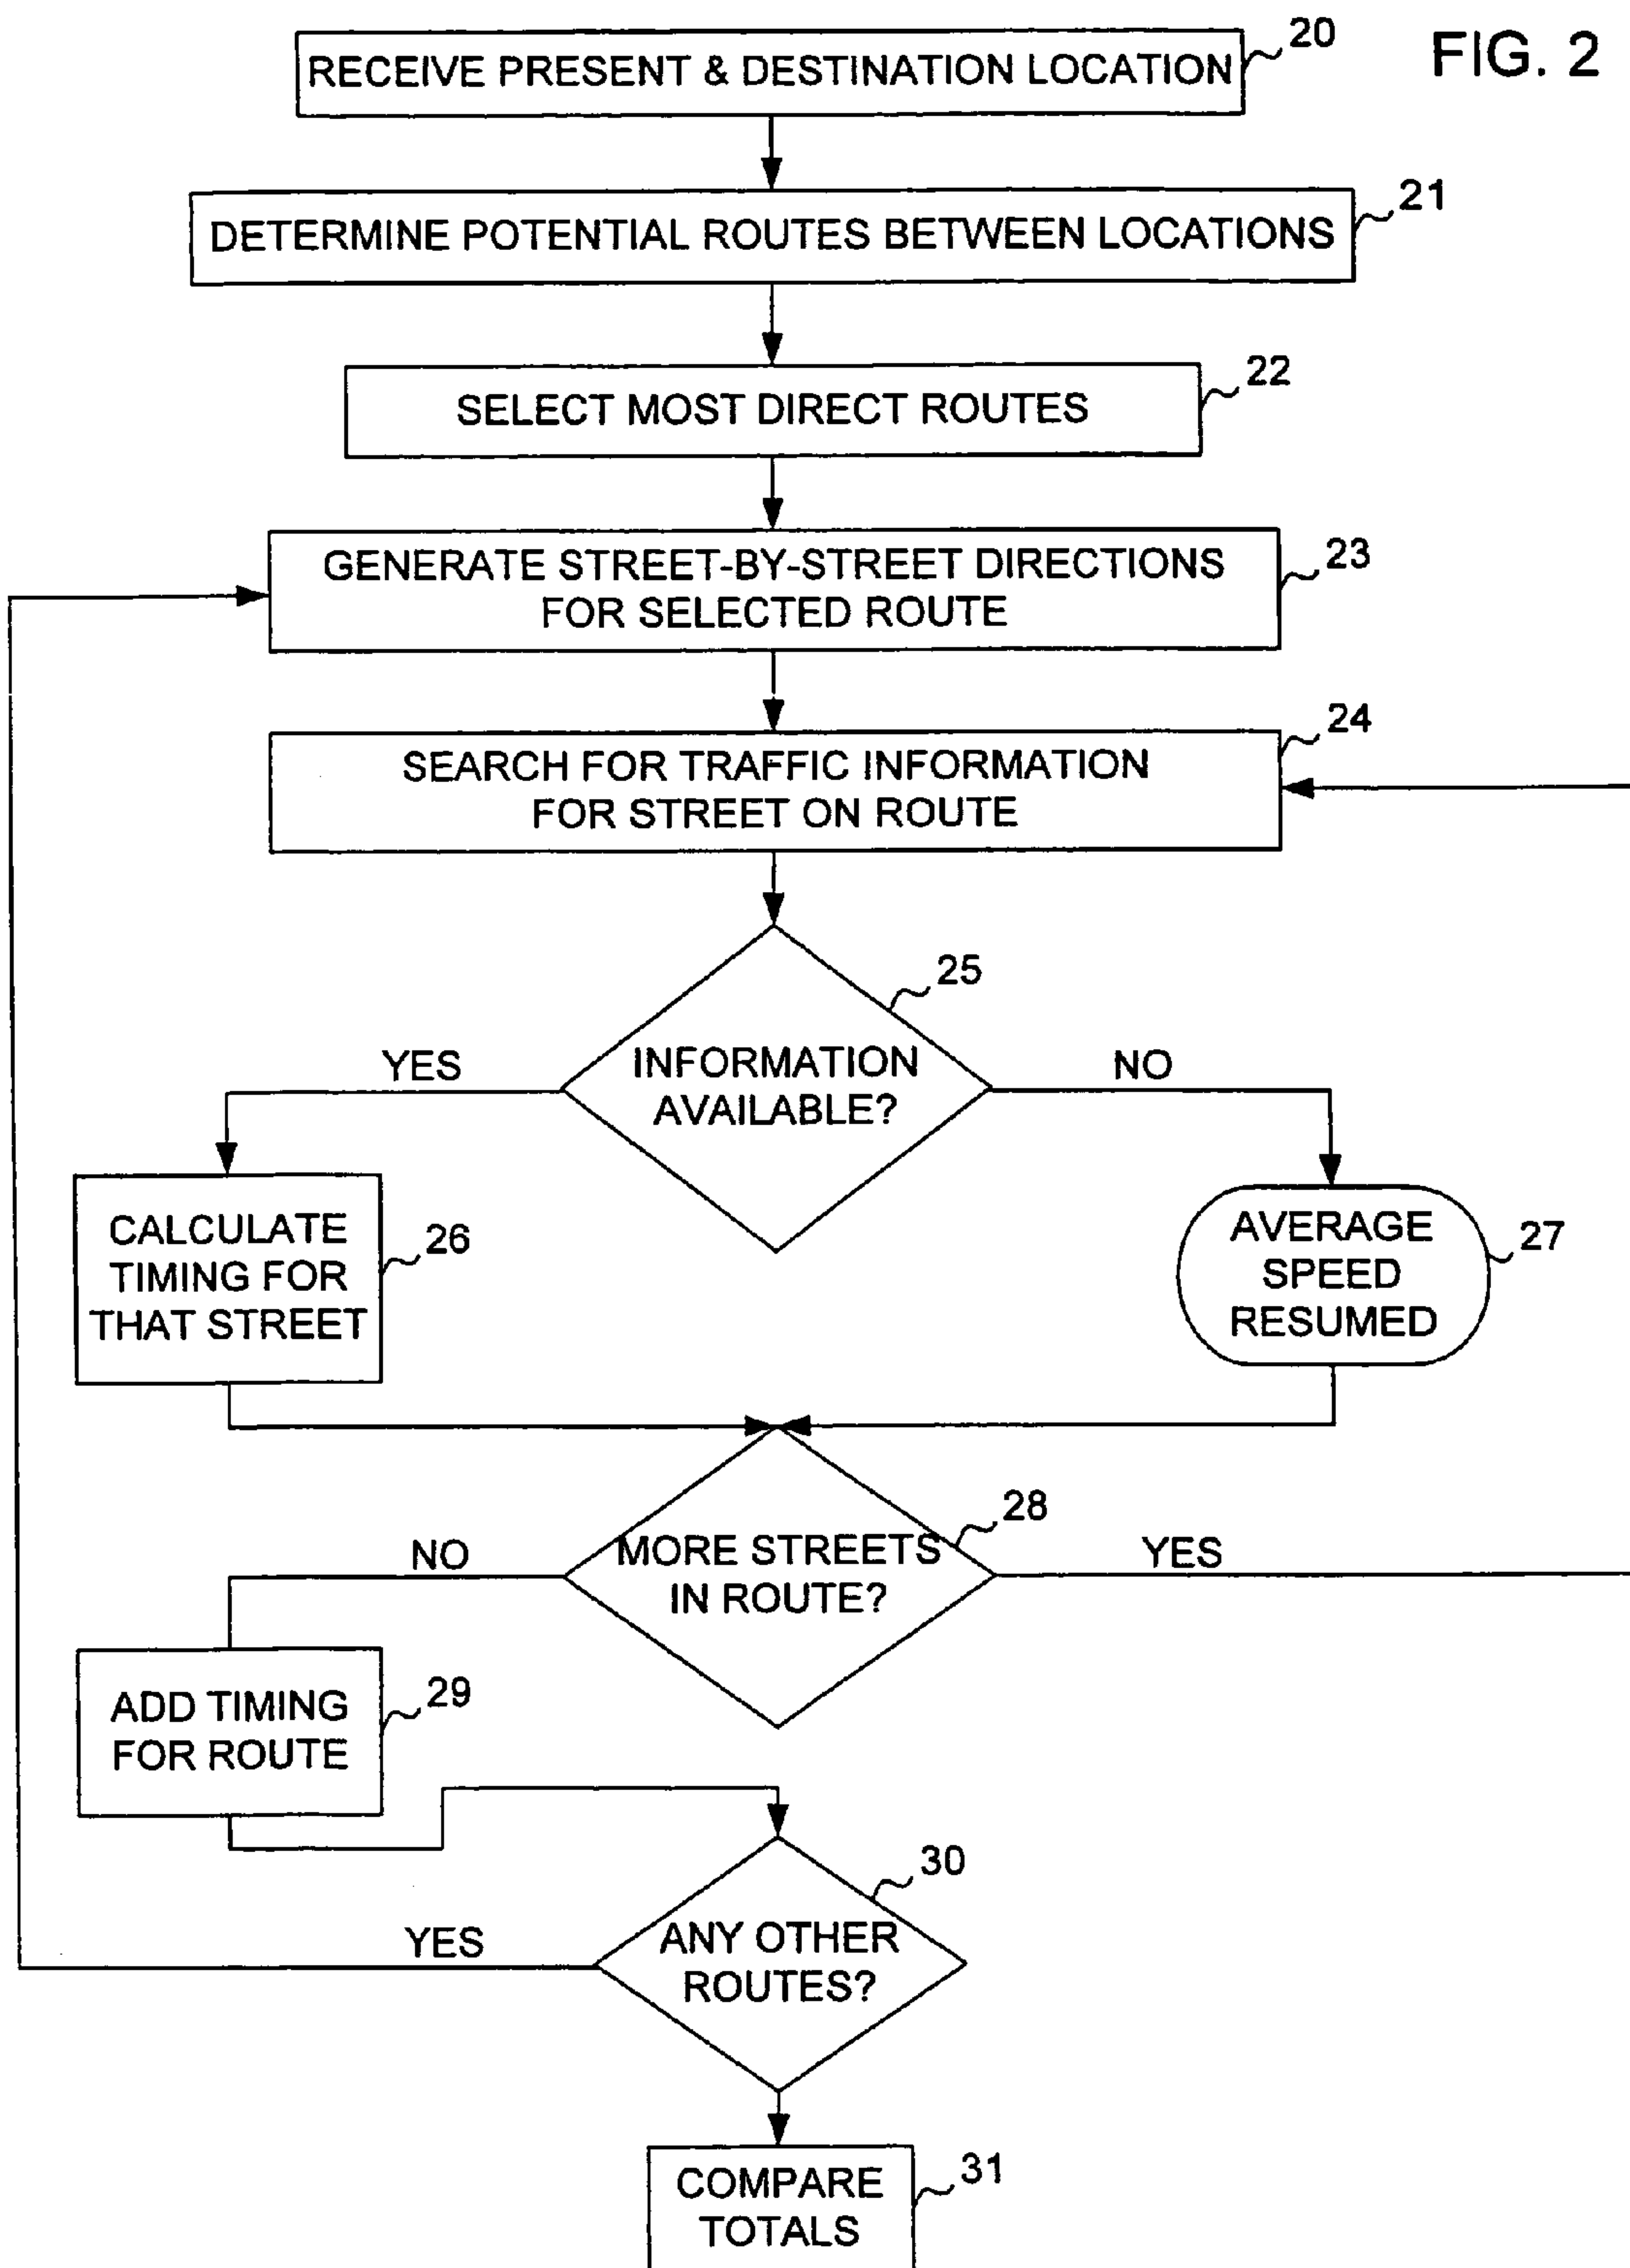 FIG. 2
20
RECEIVE PRESENT & DESTINATION LOCATION
21
DETERMINE POTENTIAL ROUTES BETWEEN LOCATIONS
22
SELECT MOST DIRECT ROUTES
23
GENERATE STREET-BY-STREET DIRECTIONS
FOR SELECTED ROUTE
24
SEARCH FOR TRAFFIC INFORMATION
FOR STREET ON ROUTE
25
INFORMATION
AVAILABLE?
YES
NO
CALCULATE
TIMING FOR
THAT STREET
26
AVERAGE
SPEED
RESUMED
27
28
MORE STREETS
IN ROUTE?
NO
YES
ADD TIMING
FOR ROUTE
29
30
ANY OTHER
ROUTES?
YES
31
COMPARE
TOTALS